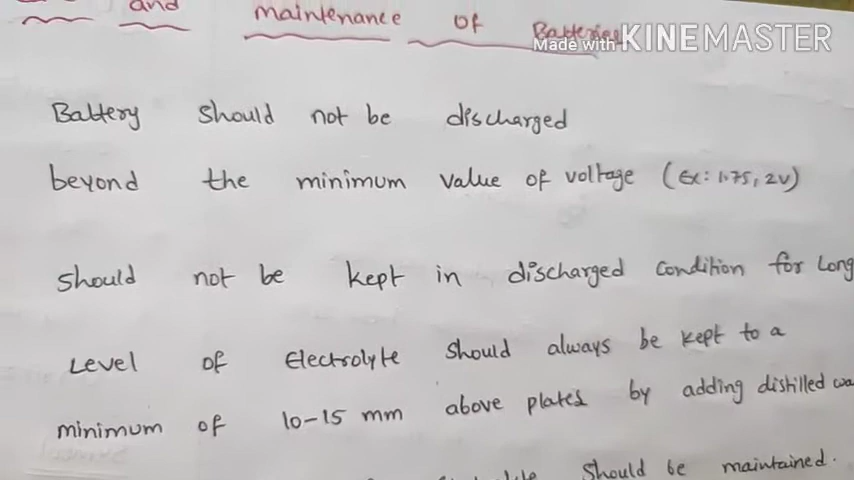 and maintenance of Batteries
Made with KINEMASTER
Battery should not be discharged
beyond the minimum value of voltage (Ex: 1.75, 2V)
should not be kept in discharged condition for Long
Level of Electrolyte should always be kept to a
minimum of 10-15 mm above plates by adding distilled wa
should be maintained.